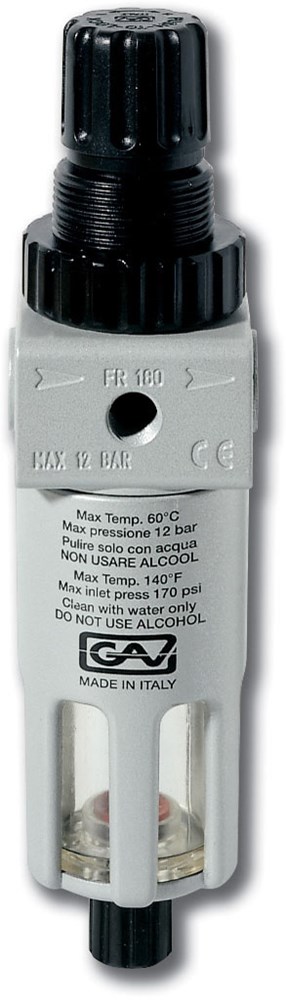 FR 180
MAX 12 BAR
CE
Max Temp. 60°C
Max pressione 12 bar
Pulire solo con acqua
NON USARE ALCOOL
Max Temp. 140°F
Max inlet press 170 psi
Clean with water only
DO NOT USE ALCOHOL
GAV
MADE IN ITALY